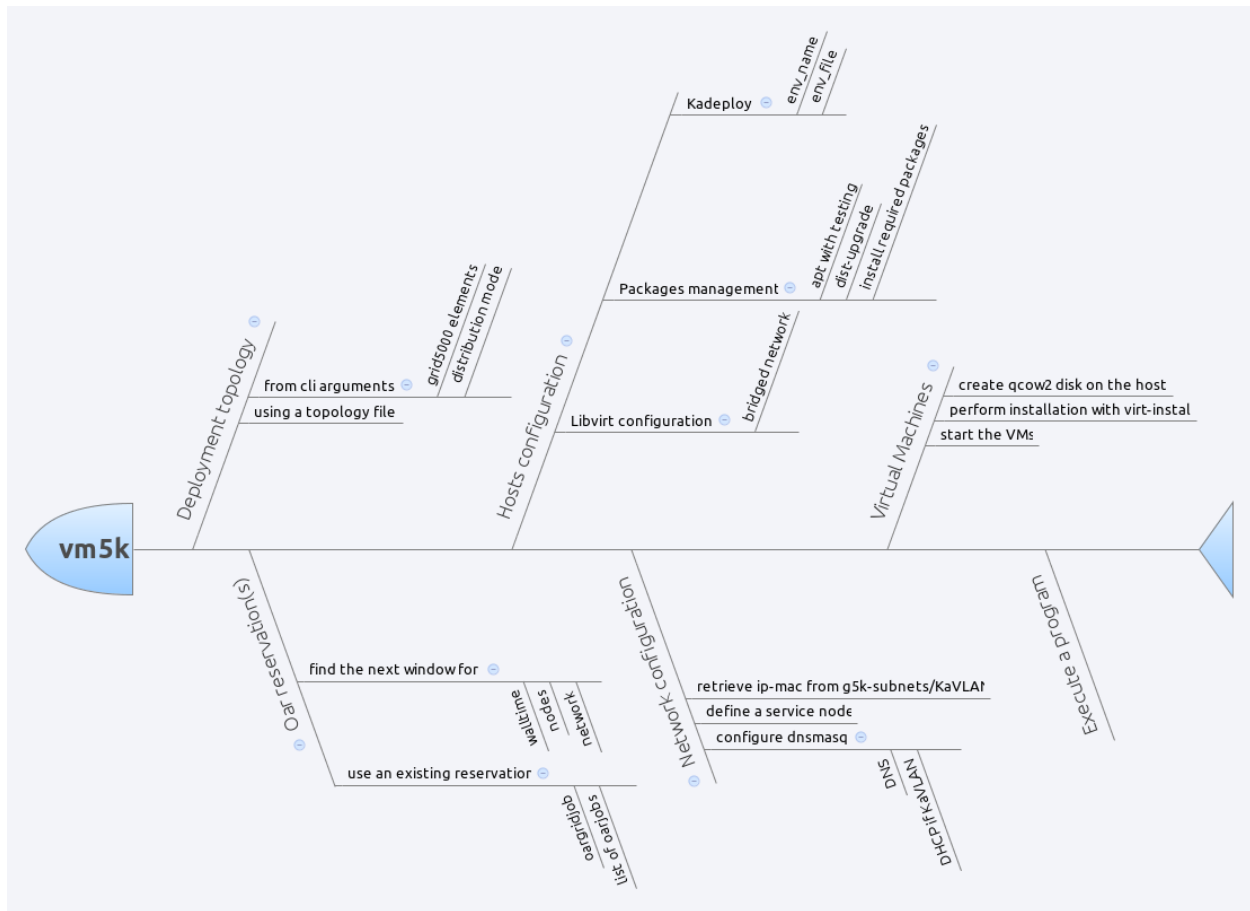 vm5k
Deployment topology
from cli arguments
grid5000 elements
distribution mode
using a topology file
Oar reservation(s)
find the next window for
walltime
nodes
network
use an existing reservatior
oargridjob
list of oarjobs
Hosts configuration
Kadeploy
env_name
env_file
Packages management
apt with testing
dist-upgrade
install required packages
Libvirt configuration
bridged network
Network configuration
retrieve ip-mac from g5k-subnets/KaVLAN
define a service node
configure dnsmasq
DNS
DHCpifKaVLAN
Virtual Machines
create qcow2 disk on the host
perform installation with virt-instal
start the VMs
Execute a program